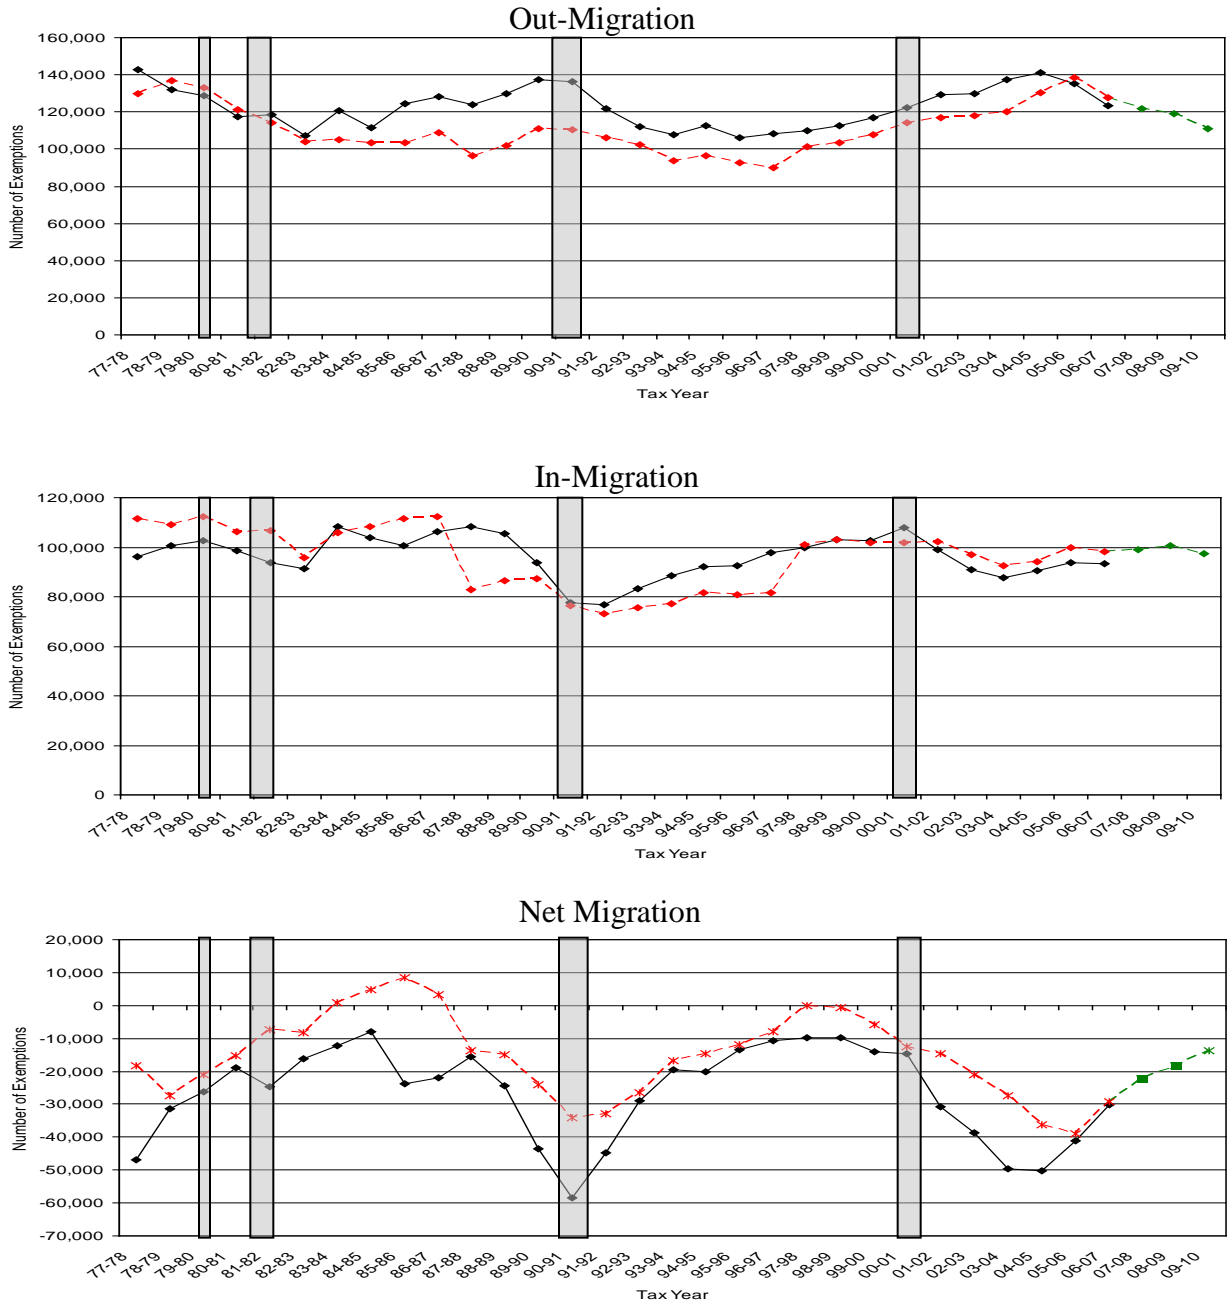 Out-Migration
160,000
140,000
120,000
100,000
80,000
60,000
40,000
20,000
0
Number of Exemptions
77-78 78-79 79-80 80-81 81-82 82-83 83-84 84-85 85-86 86-87 87-88 88-89 89-90 90-91 91-92 92-93 93-94 94-95 95-96 96-97 97-98 98-99 99-00 00-01 01-02 02-03 03-04 04-05 05-06 06-07 07-08 08-09 09-10
Tax Year
In-Migration
120,000
100,000
80,000
60,000
40,000
20,000
0
Number of Exemptions
77-78 78-79 79-80 80-81 81-82 82-83 83-84 84-85 85-86 86-87 87-88 88-89 89-90 90-91 91-92 92-93 93-94 94-95 95-96 96-97 97-98 98-99 99-00 00-01 01-02 02-03 03-04 04-05 05-06 06-07 07-08 08-09 09-10
Tax Year
Net Migration
20,000
10,000
0
-10,000
-20,000
-30,000
-40,000
-50,000
-60,000
-70,000
Number of Exemptions
77-78 78-79 79-80 80-81 81-82 82-83 83-84 84-85 85-86 86-87 87-88 88-89 89-90 90-91 91-92 92-93 93-94 94-95 95-96 96-97 97-98 98-99 99-00 00-01 01-02 02-03 03-04 04-05 05-06 06-07 07-08 08-09 09-10
Tax Year